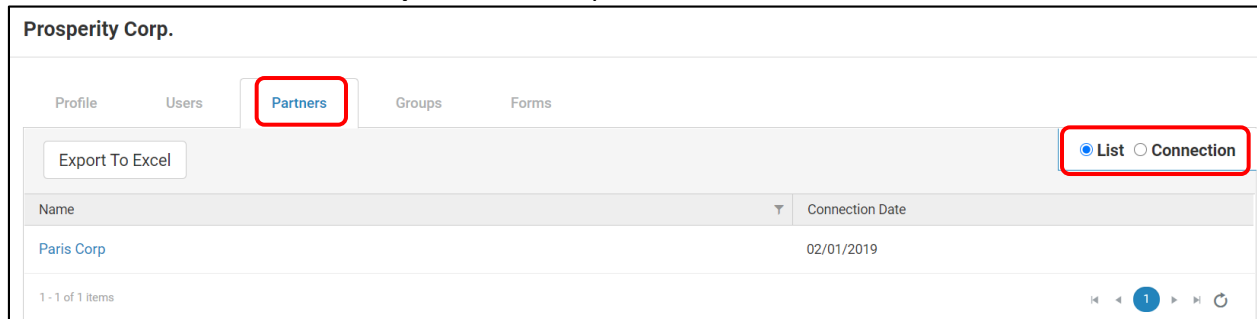 Prosperity Corp.
Profile Users Partners Groups Forms
Export To Excel
List Connection
Name Connection Date
Paris Corp 02/01/2019
1 - 1 of 1 items 1